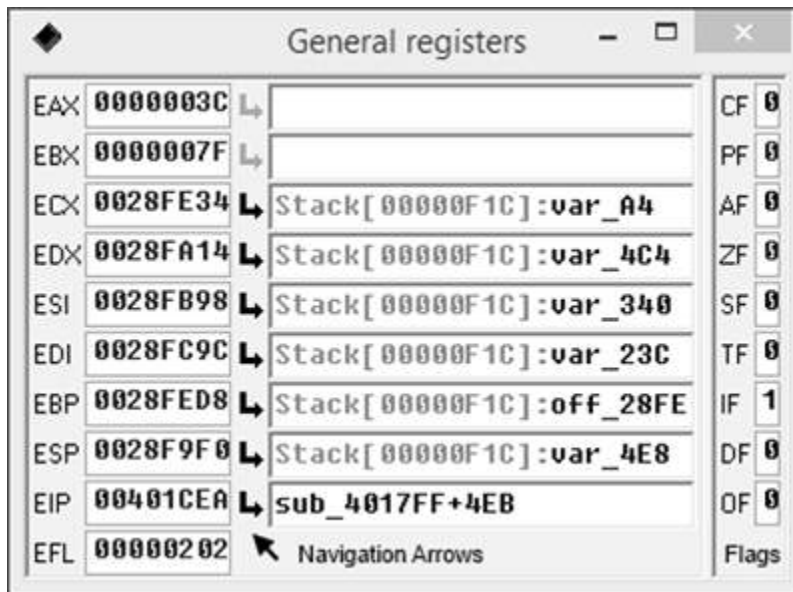 General registers
EAX 0000003C CF 0
EBX 0000007F PF 0
ECX 0028FE34 Stack[00000F1C]:var_A4 AF 0
EDX 0028FA14 Stack[00000F1C]:var_4C4 ZF 0
ESI 0028FB98 Stack[00000F1C]:var_340 SF 0
EDI 0028FC9C Stack[00000F1C]:var_23C TF 0
EBP 0028FED8 Stack[00000F1C]:off_28FE IF 1
ESP 0028F9F0 Stack[00000F1C]:var_4E8 DF 0
EIP 00401CEA sub_4017FF+4EB OF 0
EFL 00000202 Navigation Arrows Flags